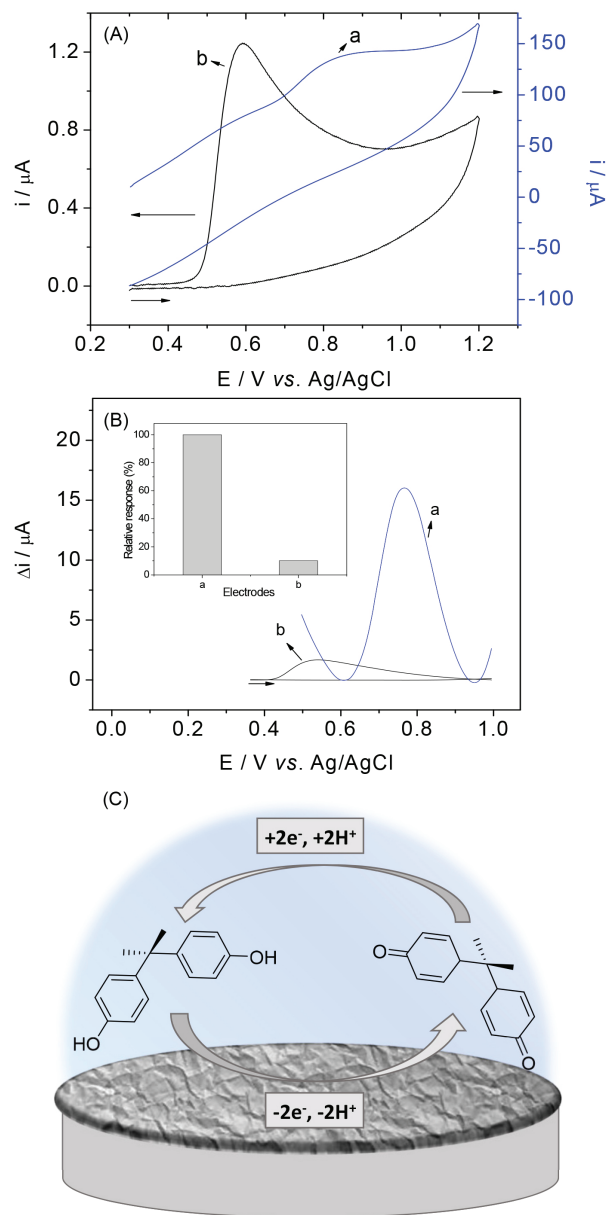 (A)
a
b
1.2
0.8
0.4
0.0
i / μA
150
100
50
0
-50
-100
i / μA
0.2 0.4 0.6 0.8 1.0 1.2
E / V vs. Ag/AgCl
(B)
20
15
10
5
0
Δi / μA
100
80
60
40
20
0
Relative response (%)
a b
Electrodes
a
b
0.0 0.2 0.4 0.6 0.8 1.0
E / V vs. Ag/AgCl
(C)
+2e⁻, +2H⁺
OH
HO
O
O
-2e⁻, -2H⁺